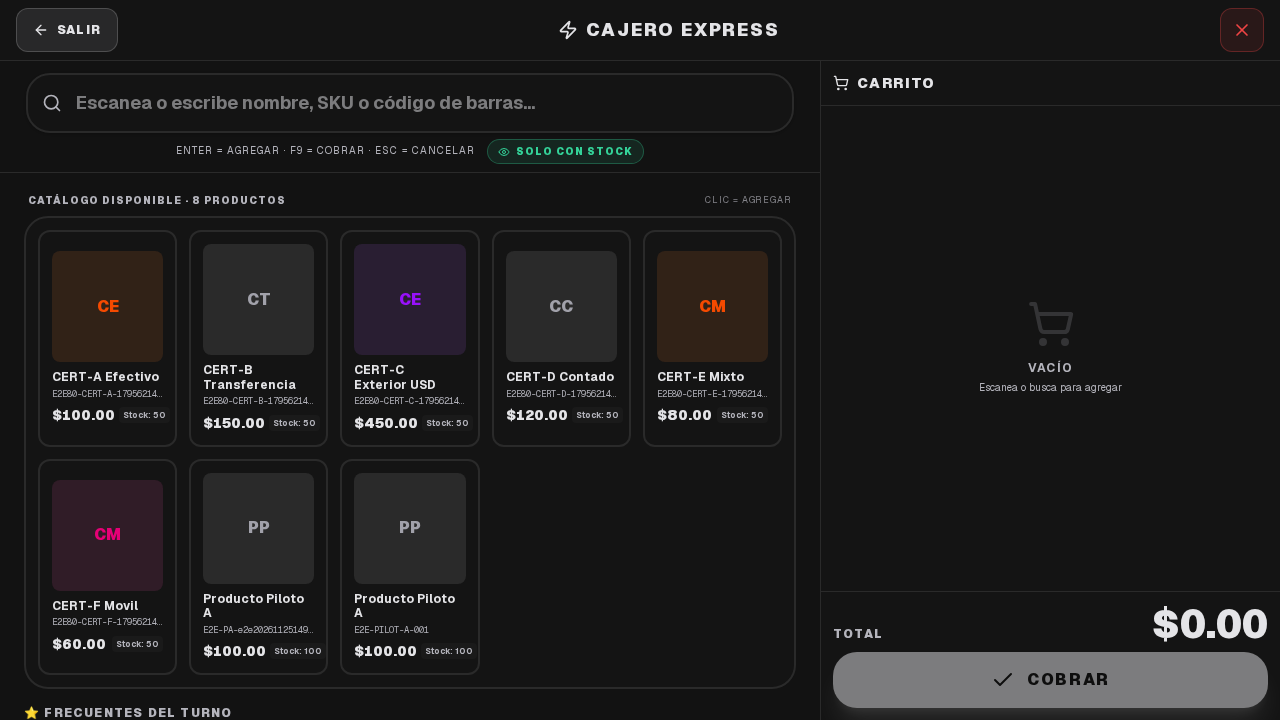 SALIR
CAJERO EXPRESS
Escanea o escribe nombre, SKU o código de barras...
ENTER = AGREGAR · F9 = COBRAR · ESC = CANCELAR
SOLO CON STOCK
CATÁLOGO DISPONIBLE · 8 PRODUCTOS
CLIC = AGREGAR
CE
CERT-A Efectivo
E2E80-CERT-A-17956214…
$100.00 Stock: 50
CT
CERT-B
Transferencia
E2E80-CERT-B-17956214…
$150.00 Stock: 50
CE
CERT-C
Exterior USD
E2E80-CERT-C-17956214…
$450.00 Stock: 50
CC
CERT-D Contado
E2E80-CERT-D-17956214…
$120.00 Stock: 50
CM
CERT-E Mixto
E2E80-CERT-E-17956214…
$80.00 Stock: 50
CM
CERT-F Movil
E2E80-CERT-F-17956214…
$60.00 Stock: 50
PP
Producto Piloto
A
E2E-PA-e2e20261125149…
$100.00 Stock: 100
PP
Producto Piloto
A
E2E-PILOT-A-001
$100.00 Stock: 100
FRECUENTES DEL TURNO
CARRITO
VACÍO
Escanea o busca para agregar
TOTAL
$0.00
COBRAR